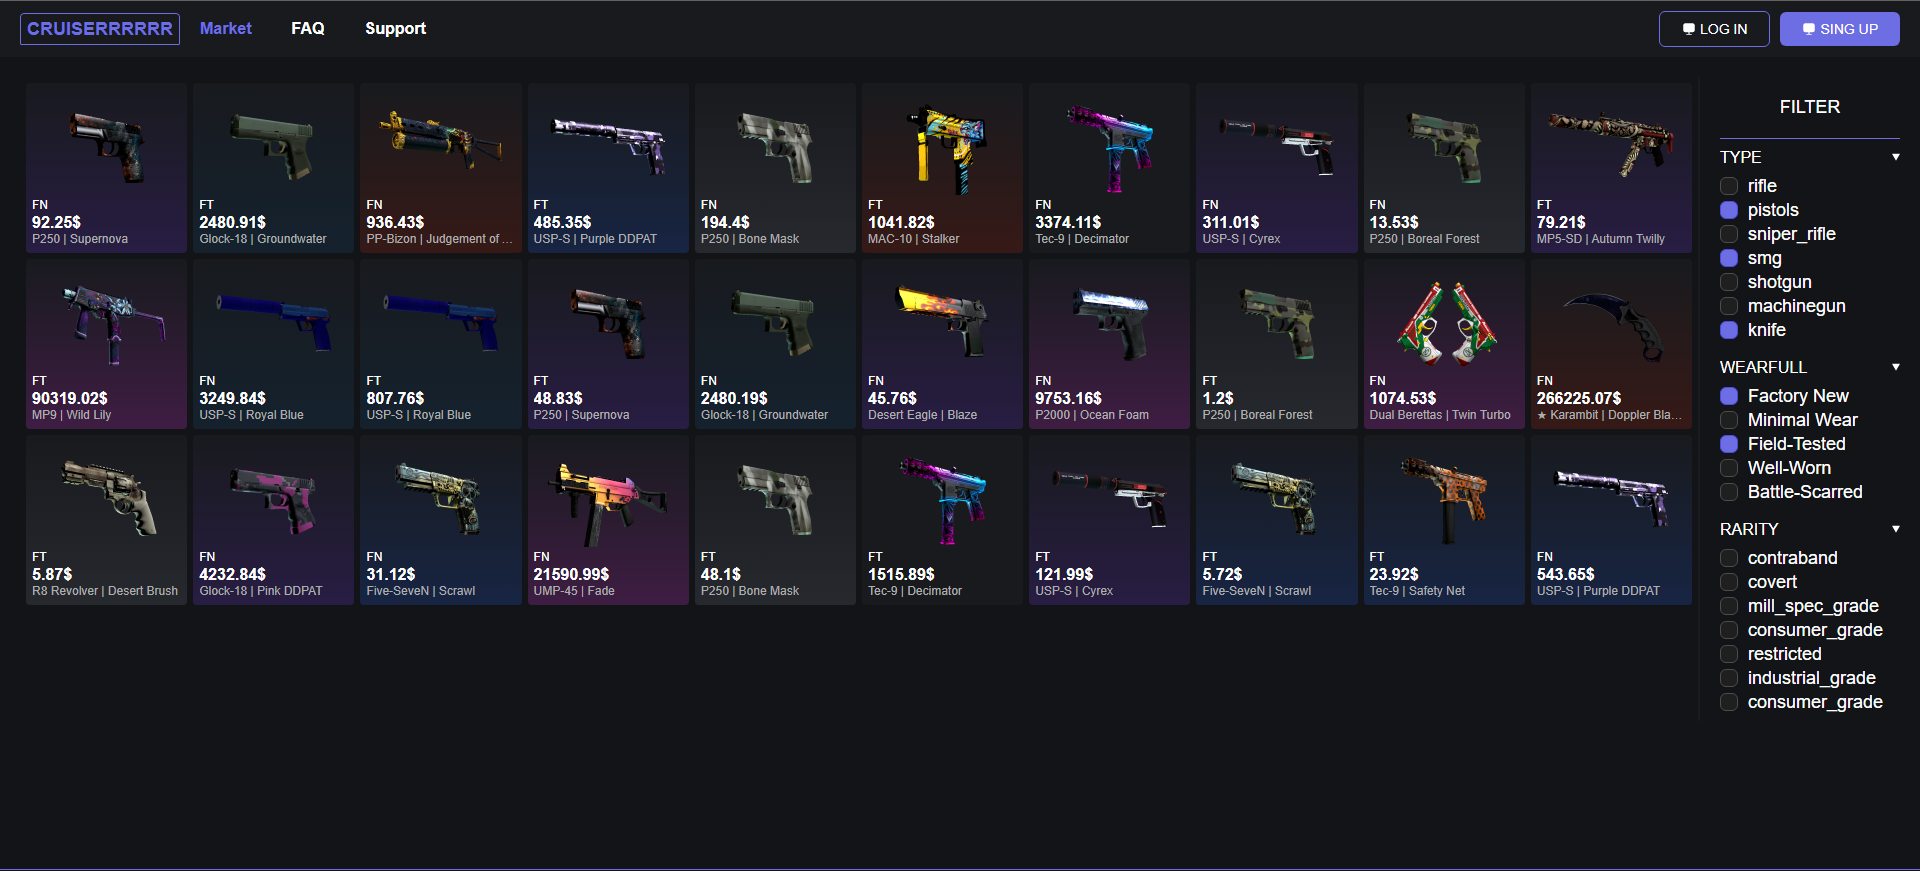 CRUISERRRRRR
Market
FAQ
Support
LOG IN
SING UP
FN
92.25$
P250 | Supernova
FT
2480.91$
Glock-18 | Groundwater
FN
936.43$
PP-Bizon | Judgement of ...
FT
485.35$
USP-S | Purple DDPAT
FN
194.4$
P250 | Bone Mask
FT
1041.82$
MAC-10 | Stalker
FN
3374.11$
Tec-9 | Decimator
FN
311.01$
USP-S | Cyrex
FN
13.53$
P250 | Boreal Forest
FT
79.21$
MP5-SD | Autumn Twilly
FT
90319.02$
MP9 | Wild Lily
FN
3249.84$
USP-S | Royal Blue
FT
807.76$
USP-S | Royal Blue
FT
48.83$
P250 | Supernova
FN
2480.19$
Glock-18 | Groundwater
FN
45.76$
Desert Eagle | Blaze
FN
9753.16$
P2000 | Ocean Foam
FT
1.2$
P250 | Boreal Forest
FN
1074.53$
Dual Berettas | Twin Turbo
FN
266225.07$
★ Karambit | Doppler Bla...
FT
5.87$
R8 Revolver | Desert Brush
FN
4232.84$
Glock-18 | Pink DDPAT
FN
31.12$
Five-SeveN | Scrawl
FN
21590.99$
UMP-45 | Fade
FT
48.1$
P250 | Bone Mask
FT
1515.89$
Tec-9 | Decimator
FT
121.99$
USP-S | Cyrex
FT
5.72$
Five-SeveN | Scrawl
FT
23.92$
Tec-9 | Safety Net
FN
543.65$
USP-S | Purple DDPAT
FILTER
TYPE ▼
rifle
pistols
sniper_rifle
smg
shotgun
machinegun
knife
WEARFULL ▼
Factory New
Minimal Wear
Field-Tested
Well-Worn
Battle-Scarred
RARITY ▼
contraband
covert
mill_spec_grade
consumer_grade
restricted
industrial_grade
consumer_grade